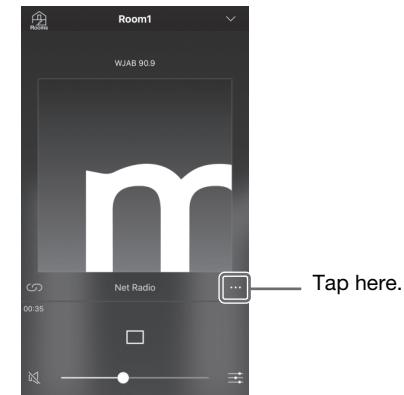 Room1
Rooms
WJAB 90.9
m
Net Radio
...
Tap here.
00:35